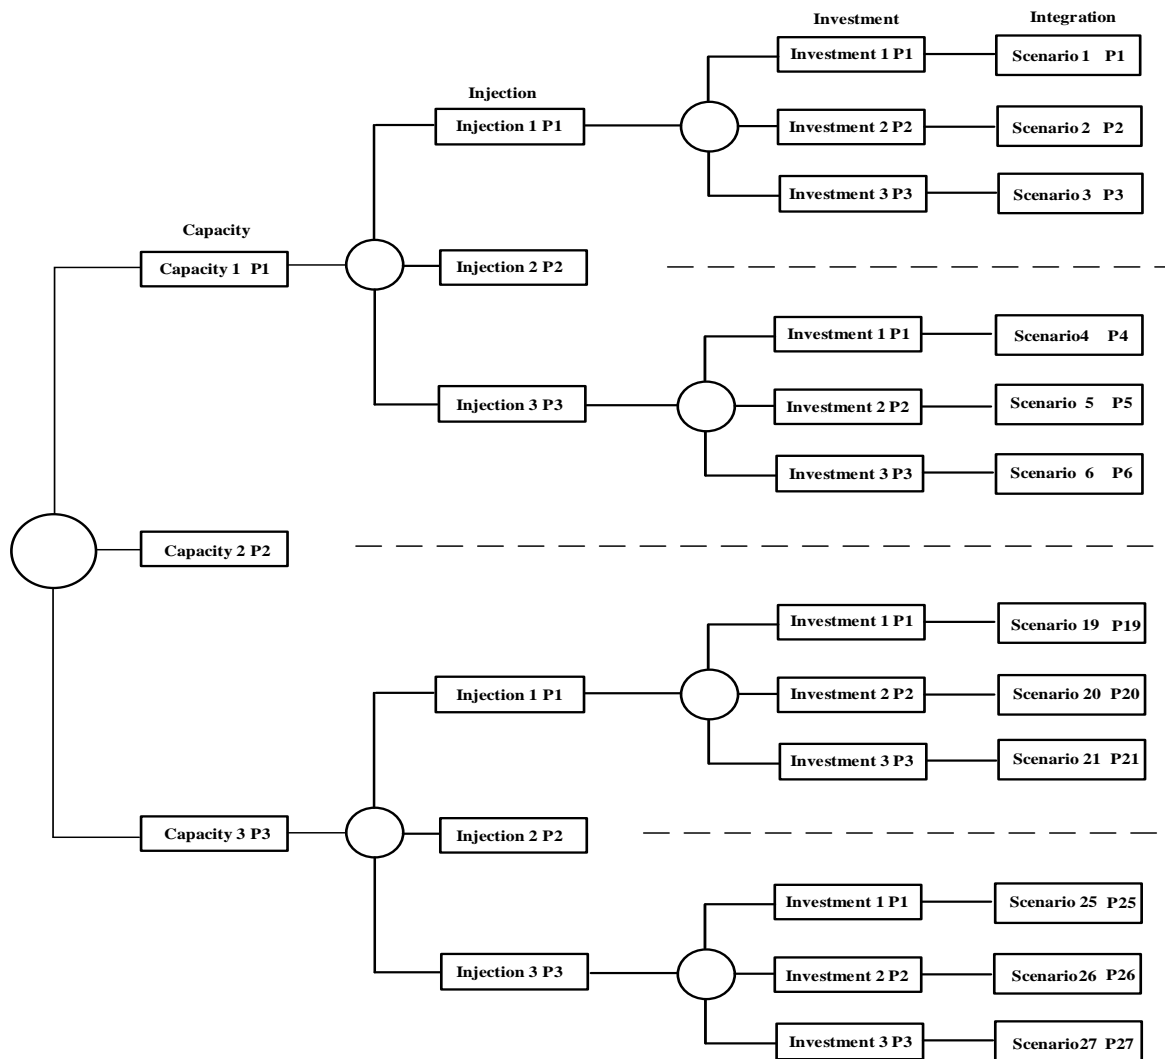 Investment Integration
Investment 1 P1 Scenario 1 P1
Injection
Injection 1 P1 Investment 2 P2 Scenario 2 P2
Investment 3 P3 Scenario 3 P3
Capacity
Capacity 1 P1 Injection 2 P2
Investment 1 P1 Scenario4 P4
Injection 3 P3 Investment 2 P2 Scenario 5 P5
Investment 3 P3 Scenario 6 P6
Capacity 2 P2
Investment 1 P1 Scenario 19 P19
Injection 1 P1 Investment 2 P2 Scenario 20 P20
Investment 3 P3 Scenario 21 P21
Capacity 3 P3 Injection 2 P2
Investment 1 P1 Scenario 25 P25
Injection 3 P3 Investment 2 P2 Scenario26 P26
Investment 3 P3 Scenario27 P27